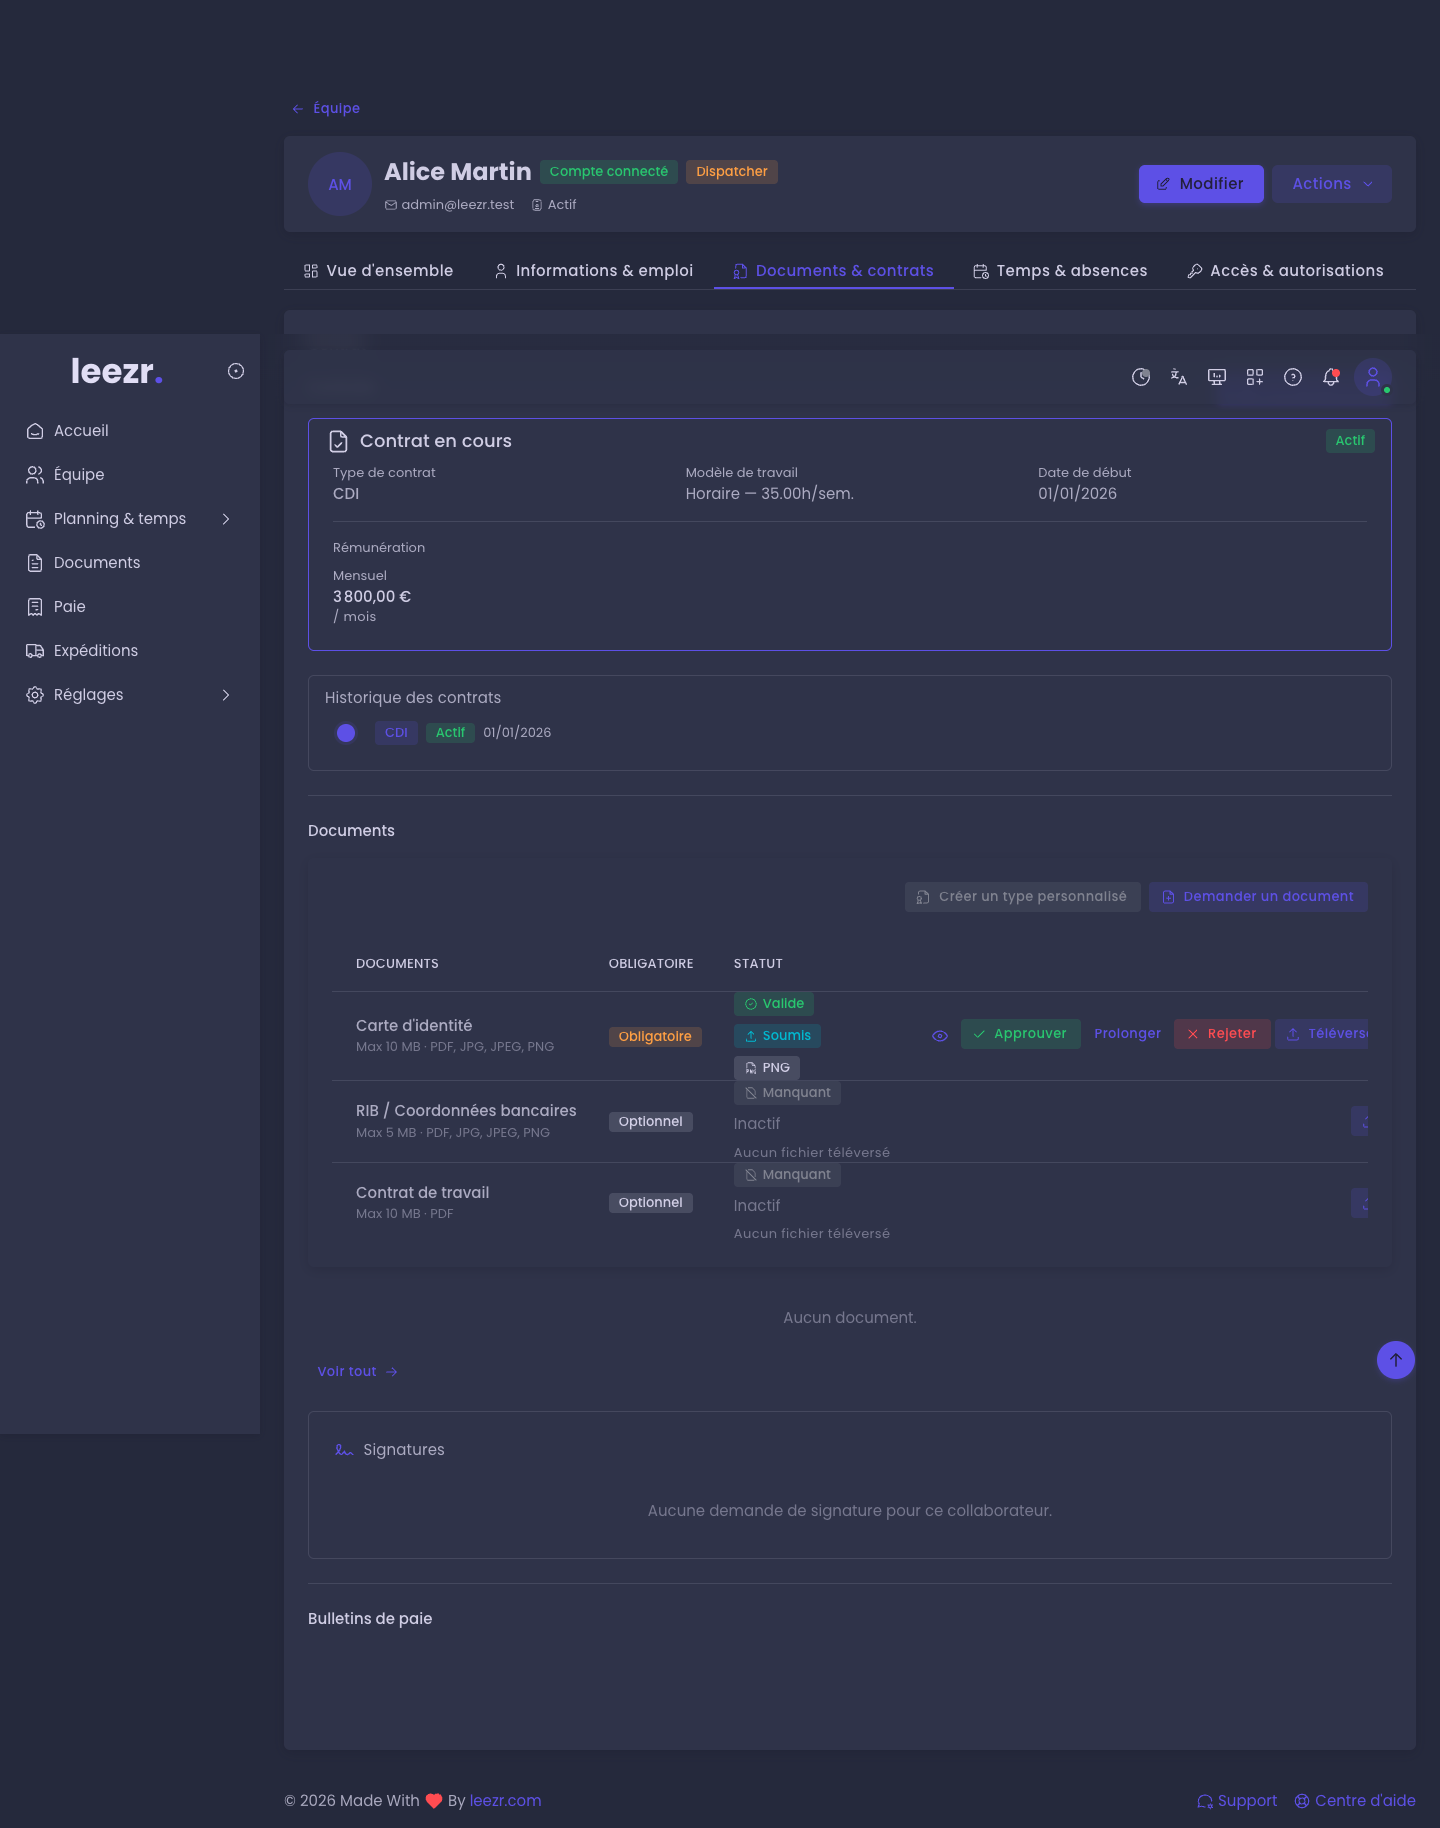 Équipe
AM
Alice Martin Compte connecté Dispatcher
admin@leezr.test Actif
Modifier
Actions
Vue d'ensemble
Informations & emploi
Documents & contrats
Temps & absences
Accès & autorisations
leezr.
Accueil
Équipe
Planning & temps
Documents
Paie
Expéditions
Réglages
Contrat en cours
Actif
Type de contrat
CDI
Modèle de travail
Horaire — 35.00h/sem.
Date de début
01/01/2026
Rémunération
Mensuel
3 800,00 €
/ mois
Historique des contrats
CDI Actif 01/01/2026
Documents
Créer un type personnalisé
Demander un document
DOCUMENTS OBLIGATOIRE STATUT
Carte d'identité
Max 10 MB · PDF, JPG, JPEG, PNG
Obligatoire
Valide
Soumis
PNG
Approuver
Prolonger
Rejeter
Télévers
RIB / Coordonnées bancaires
Max 5 MB · PDF, JPG, JPEG, PNG
Optionnel
Manquant
Inactif
Aucun fichier téléversé
Contrat de travail
Max 10 MB · PDF
Optionnel
Manquant
Inactif
Aucun fichier téléversé
Aucun document.
Voir tout
Signatures
Aucune demande de signature pour ce collaborateur.
Bulletins de paie
© 2026 Made With By leezr.com
Support
Centre d'aide